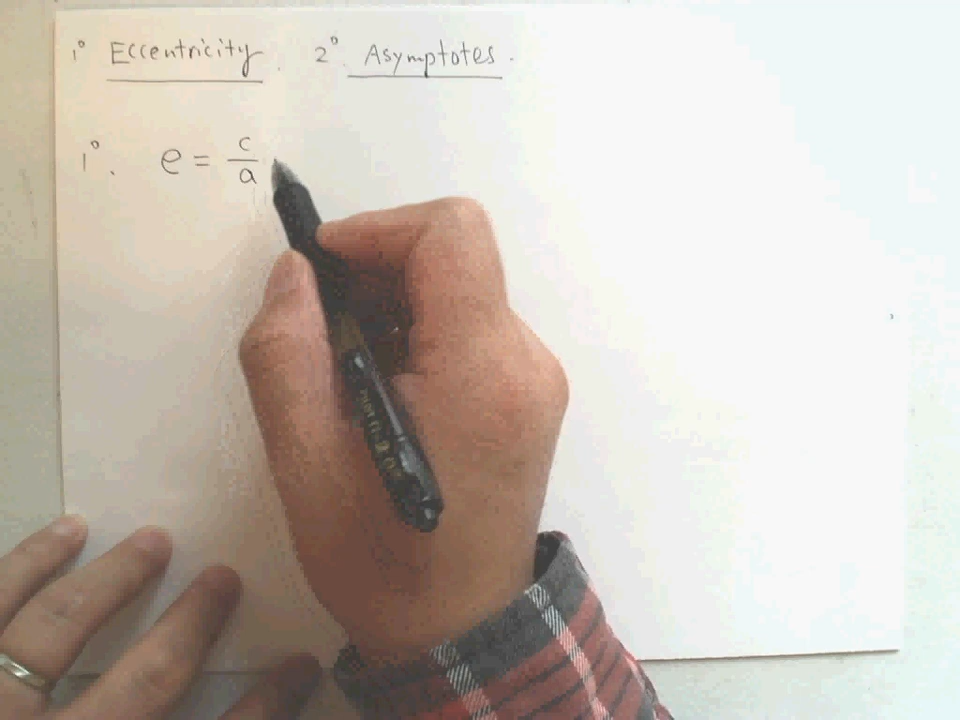 1° Eccentricity. 2°. Asymptotes.
1°. e = c/a